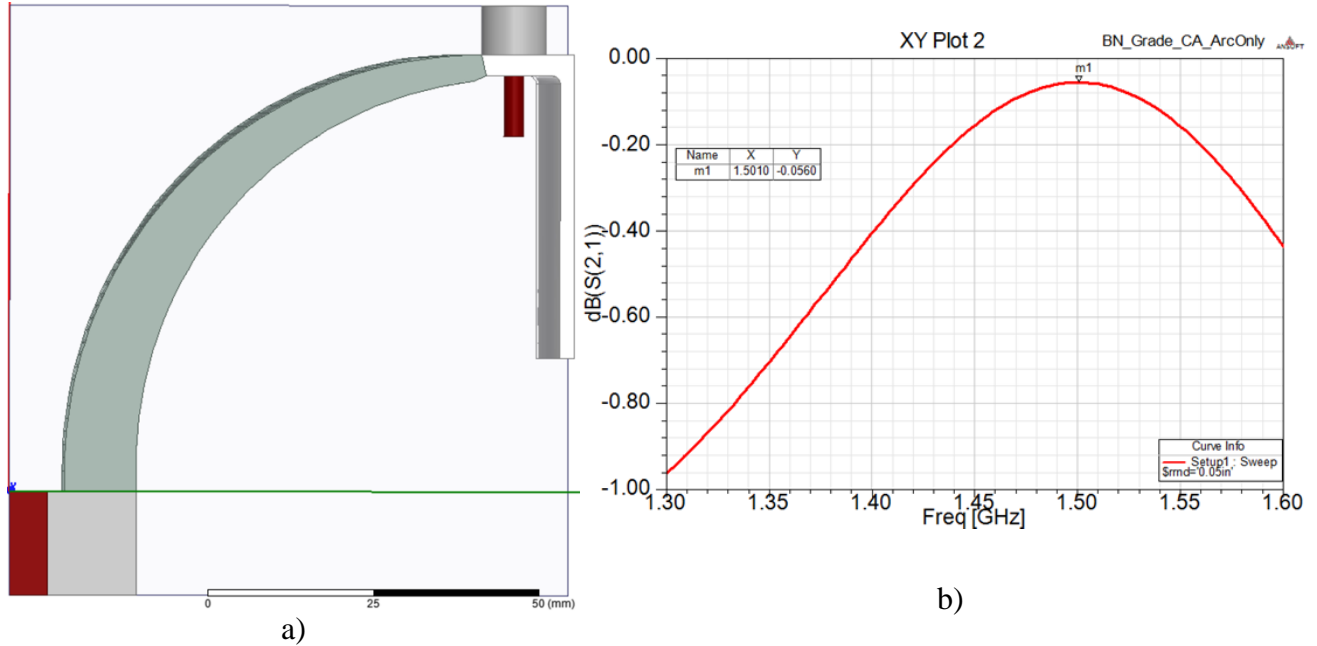 0 25 50 (mm)
a)
XY Plot 2
BN_Grade_CA_ArcOnly
ANSOFT
0.00
-0.20
-0.40
-0.60
-0.80
-1.00
dB(S(2,1))
m1
Name X Y
m1 1.5010 -0.0560
Curve Info
Setup1 : Sweep
$rrnd='0.05in'
1.30 1.35 1.40 1.45 1.50 1.55 1.60
Freq [GHz]
b)